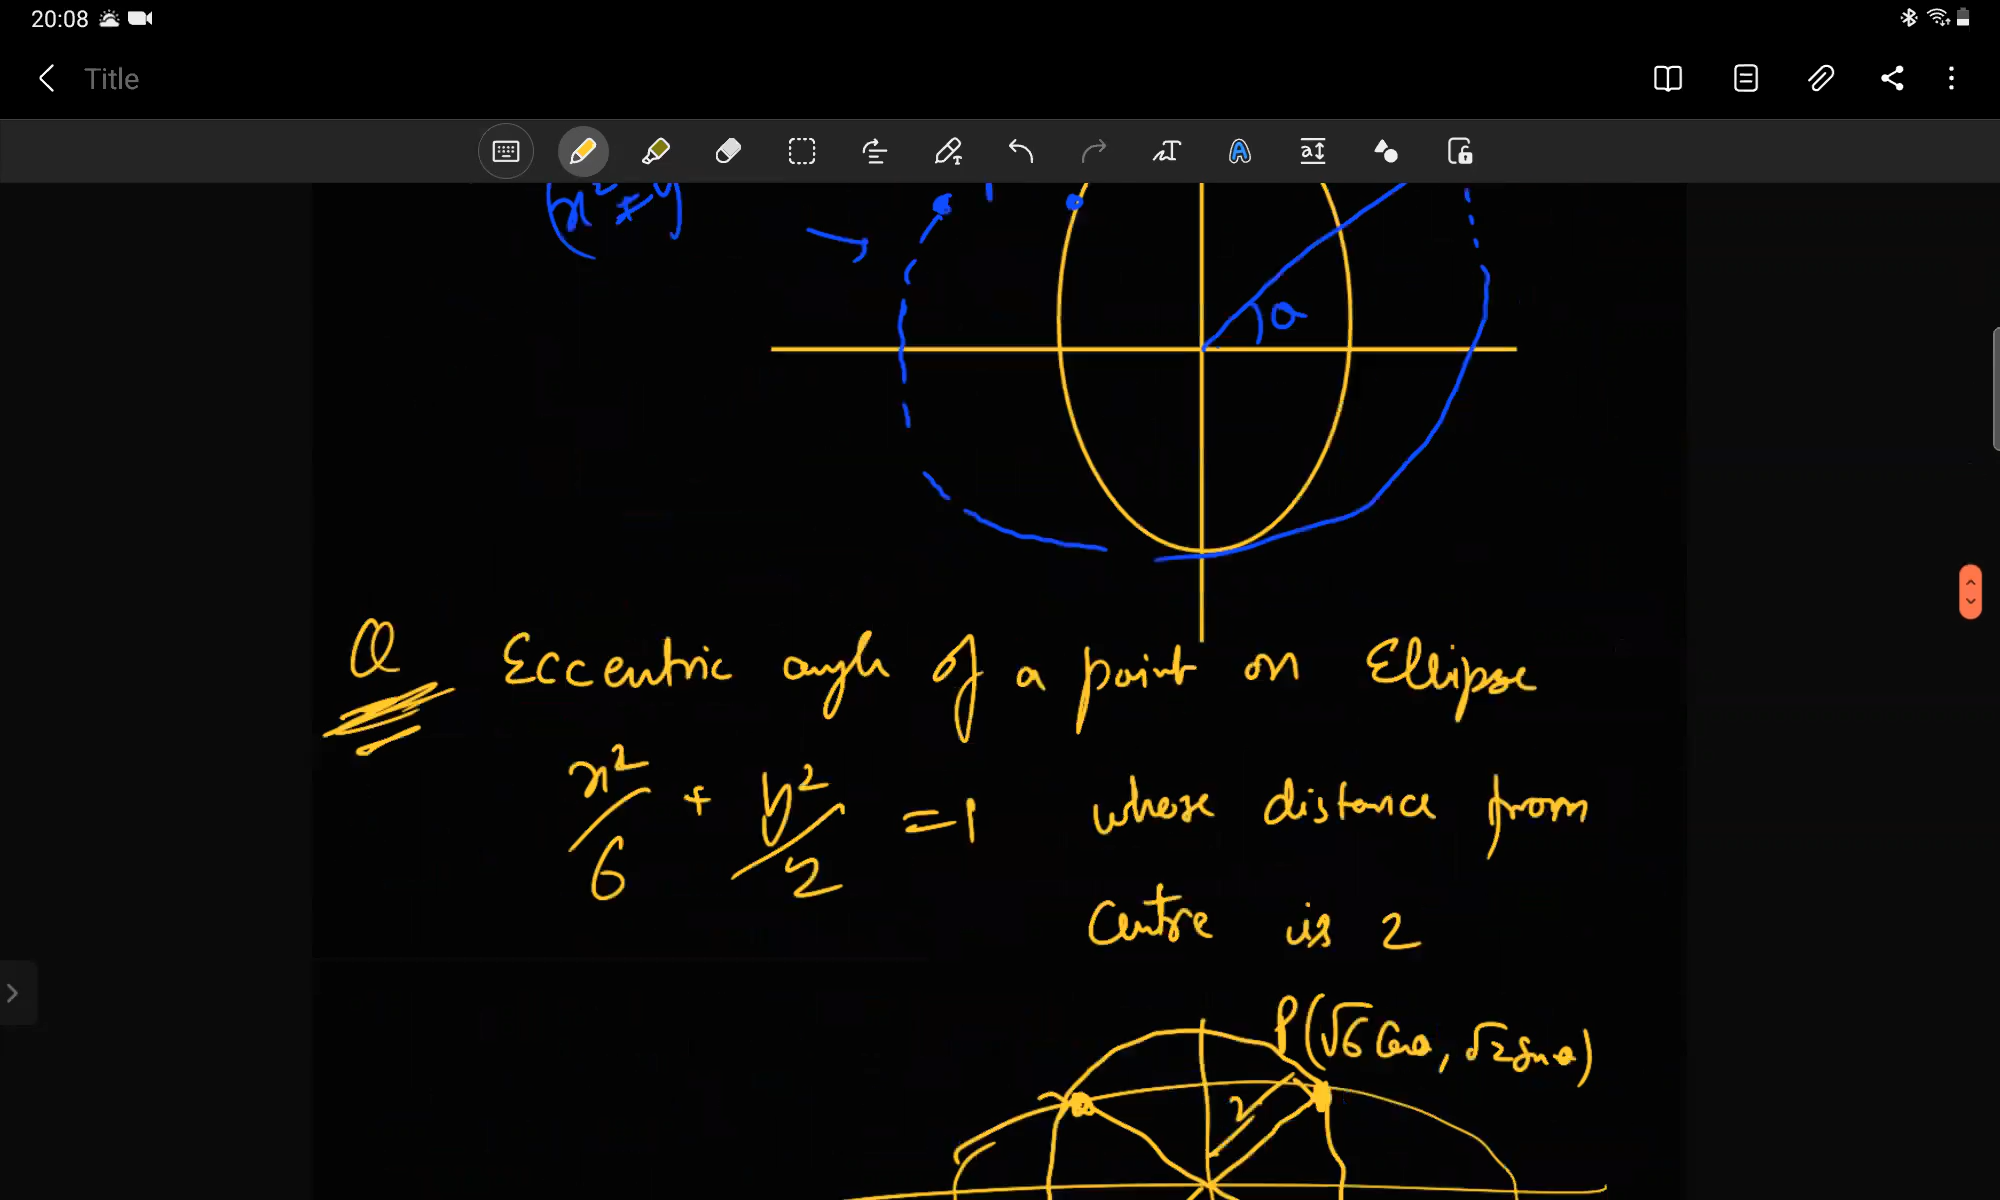 20:08
Title
(x² ≠ y)
θ
Q Eccentric angle of a point on Ellipse
x²/6 + y²/2 = 1 whose distance from
Centre is 2
P(√6 Cosθ, √2 Sinθ)
2